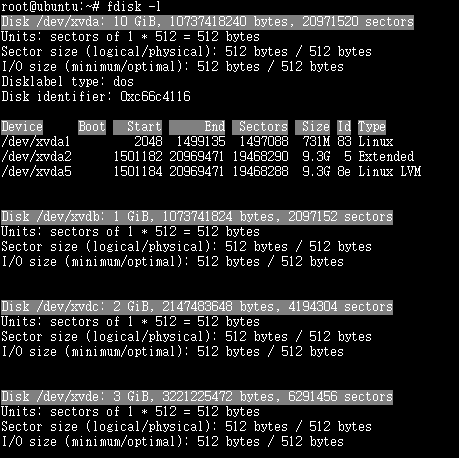 root@ubuntu:~# fdisk -l
Disk /dev/xvda: 10 GiB, 10737418240 bytes, 20971520 sectors
Units: sectors of 1 * 512 = 512 bytes
Sector size (logical/physical): 512 bytes / 512 bytes
I/O size (minimum/optimal): 512 bytes / 512 bytes
Disklabel type: dos
Disk identifier: 0xc66c4116
Device     Boot   Start      End  Sectors  Size Id Type
/dev/xvda1         2048  1499135  1497088  731M 83 Linux
/dev/xvda2      1501182 20969471 19468290  9.3G  5 Extended
/dev/xvda5      1501184 20969471 19468288  9.3G 8e Linux LVM
Disk /dev/xvdb: 1 GiB, 1073741824 bytes, 2097152 sectors
Units: sectors of 1 * 512 = 512 bytes
Sector size (logical/physical): 512 bytes / 512 bytes
I/O size (minimum/optimal): 512 bytes / 512 bytes
Disk /dev/xvdc: 2 GiB, 2147483648 bytes, 4194304 sectors
Units: sectors of 1 * 512 = 512 bytes
Sector size (logical/physical): 512 bytes / 512 bytes
I/O size (minimum/optimal): 512 bytes / 512 bytes
Disk /dev/xvde: 3 GiB, 3221225472 bytes, 6291456 sectors
Units: sectors of 1 * 512 = 512 bytes
Sector size (logical/physical): 512 bytes / 512 bytes
I/O size (minimum/optimal): 512 bytes / 512 bytes